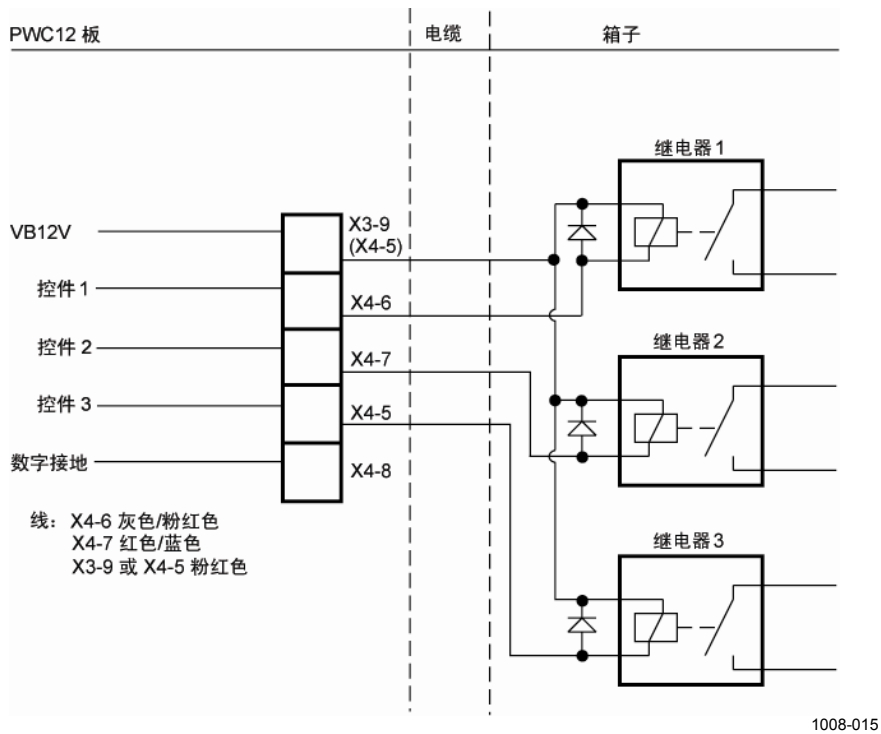 PWC12 板
电缆
箱子
继电器 1
VB12V
X3-9
(X4-5)
控件 1
X4-6
控件 2
X4-7
继电器 2
控件 3
X4-5
数字接地
X4-8
线： X4-6 灰色/粉红色
X4-7 红色/蓝色
X3-9 或 X4-5 粉红色
继电器 3
1008-015